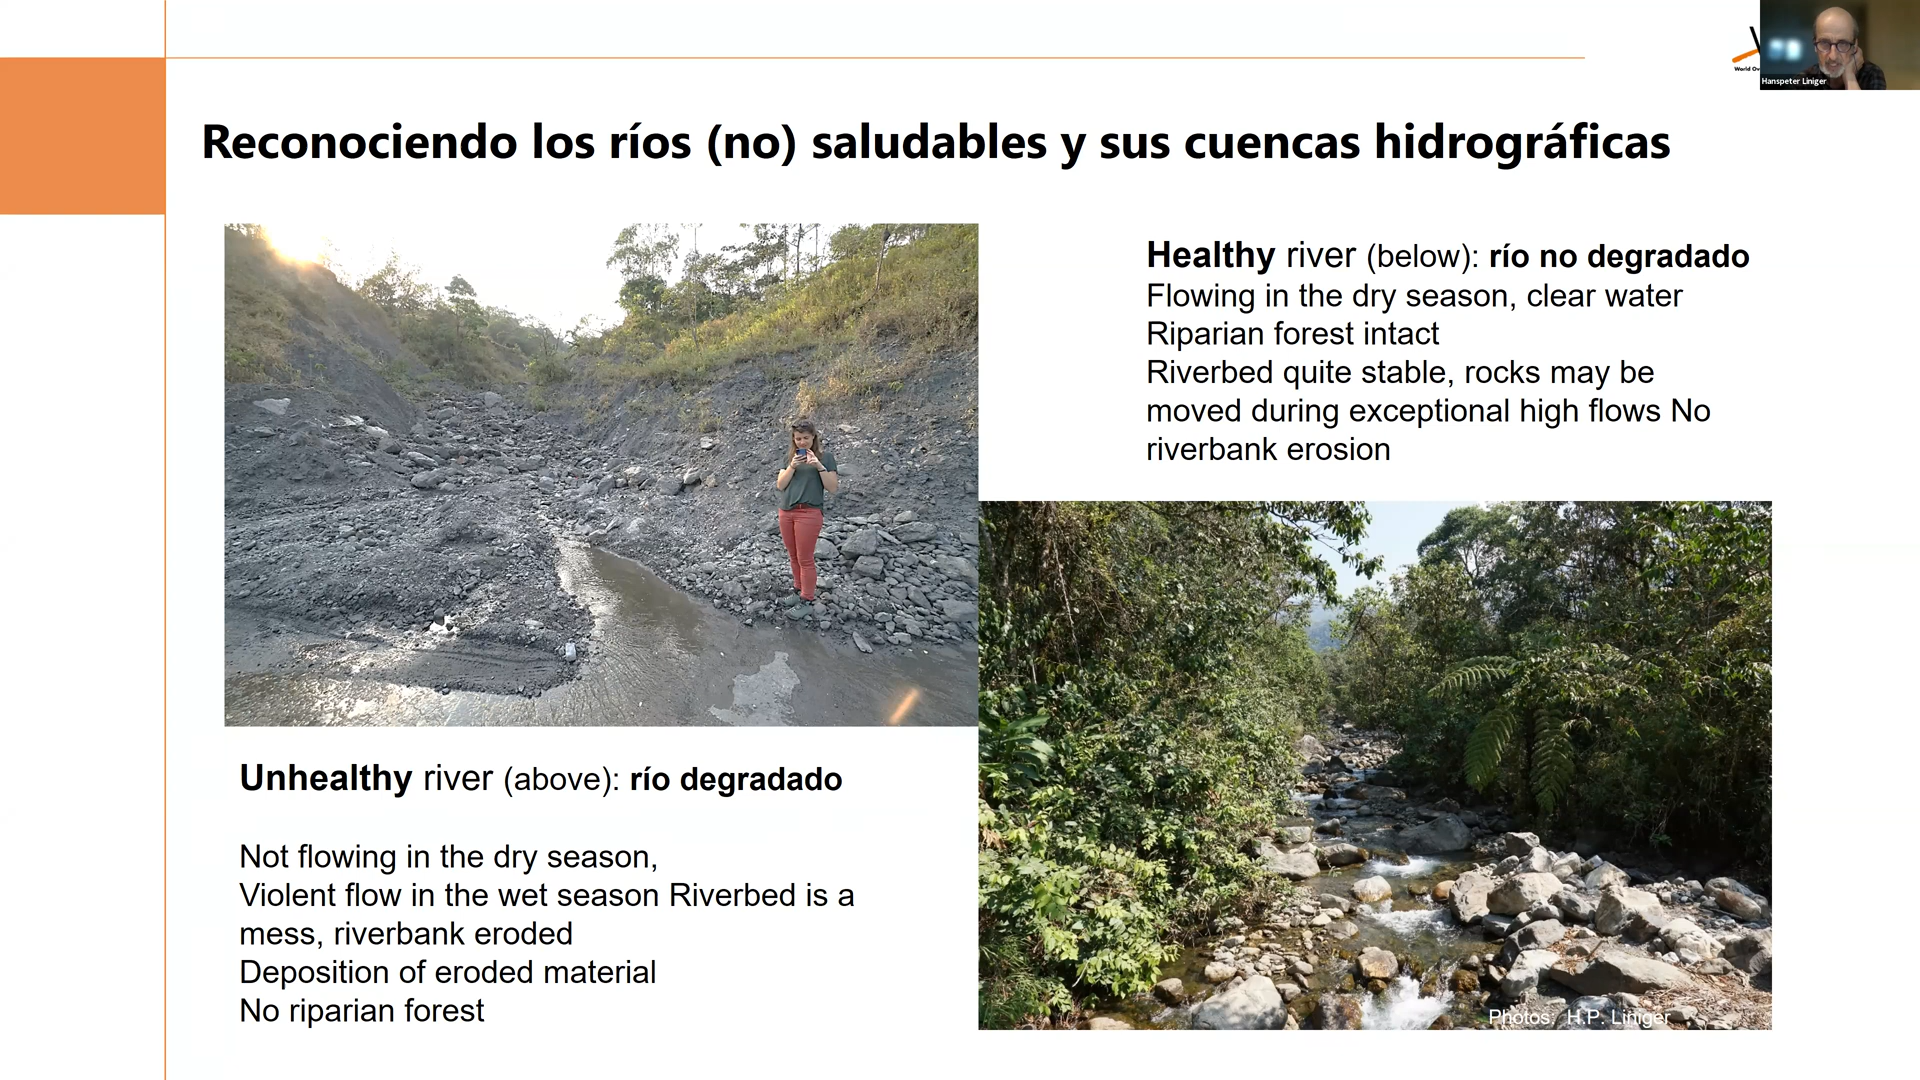 World Ov
Hanspeter Liniger
Reconociendo los ríos (no) saludables y sus cuencas hidrográficas
Healthy river (below): río no degradado
Flowing in the dry season, clear water
Riparian forest intact
Riverbed quite stable, rocks may be
moved during exceptional high flows No
riverbank erosion
Unhealthy river (above): río degradado
Not flowing in the dry season,
Violent flow in the wet season Riverbed is a
mess, riverbank eroded
Deposition of eroded material
No riparian forest
Photos: H.P. Liniger